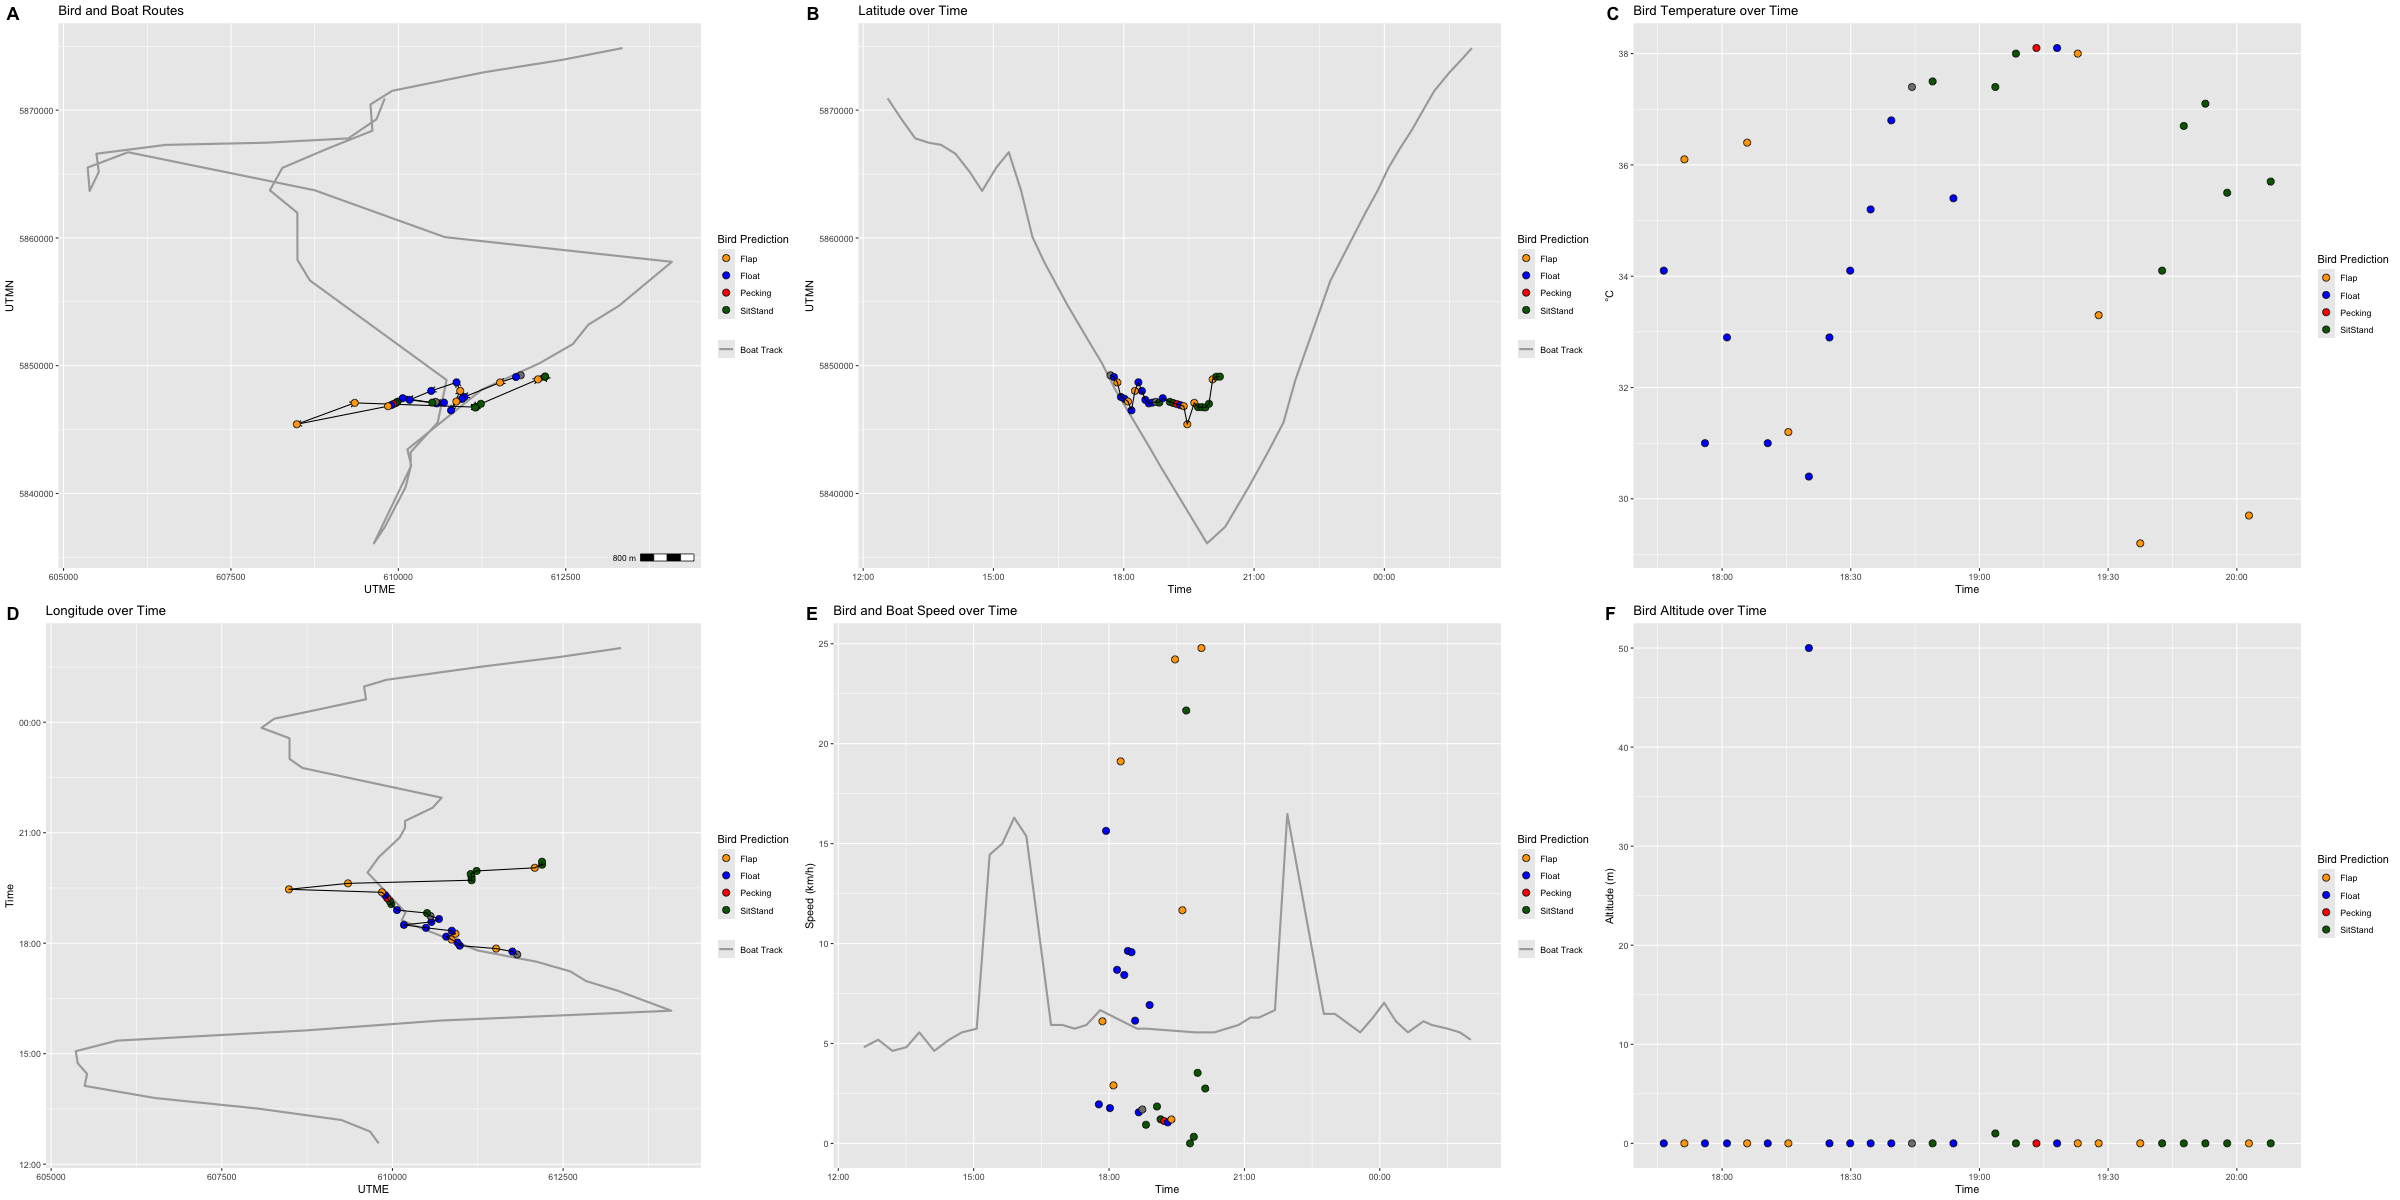 A
Bird and Boat Routes
UTMN
5870000
5860000
5850000
5840000
605000
607500
610000
612500
UTME
800 m
Bird Prediction
Flap
Float
Pecking
SitStand
Boat Track
B
Latitude over Time
UTMN
5870000
5860000
5850000
5840000
12:00
15:00
18:00
21:00
00:00
Time
Bird Prediction
Flap
Float
Pecking
SitStand
Boat Track
C
Bird Temperature over Time
°C
38
36
34
32
30
18:00
18:30
19:00
19:30
20:00
Time
Bird Prediction
Flap
Float
Pecking
SitStand
D
Longitude over Time
Time
00:00
21:00
18:00
15:00
12:00
605000
607500
610000
612500
UTME
Bird Prediction
Flap
Float
Pecking
SitStand
Boat Track
E
Bird and Boat Speed over Time
Speed (km/h)
25
20
15
10
5
0
12:00
15:00
18:00
21:00
00:00
Time
Bird Prediction
Flap
Float
Pecking
SitStand
Boat Track
F
Bird Altitude over Time
Altitude (m)
50
40
30
20
10
0
18:00
18:30
19:00
19:30
20:00
Time
Bird Prediction
Flap
Float
Pecking
SitStand